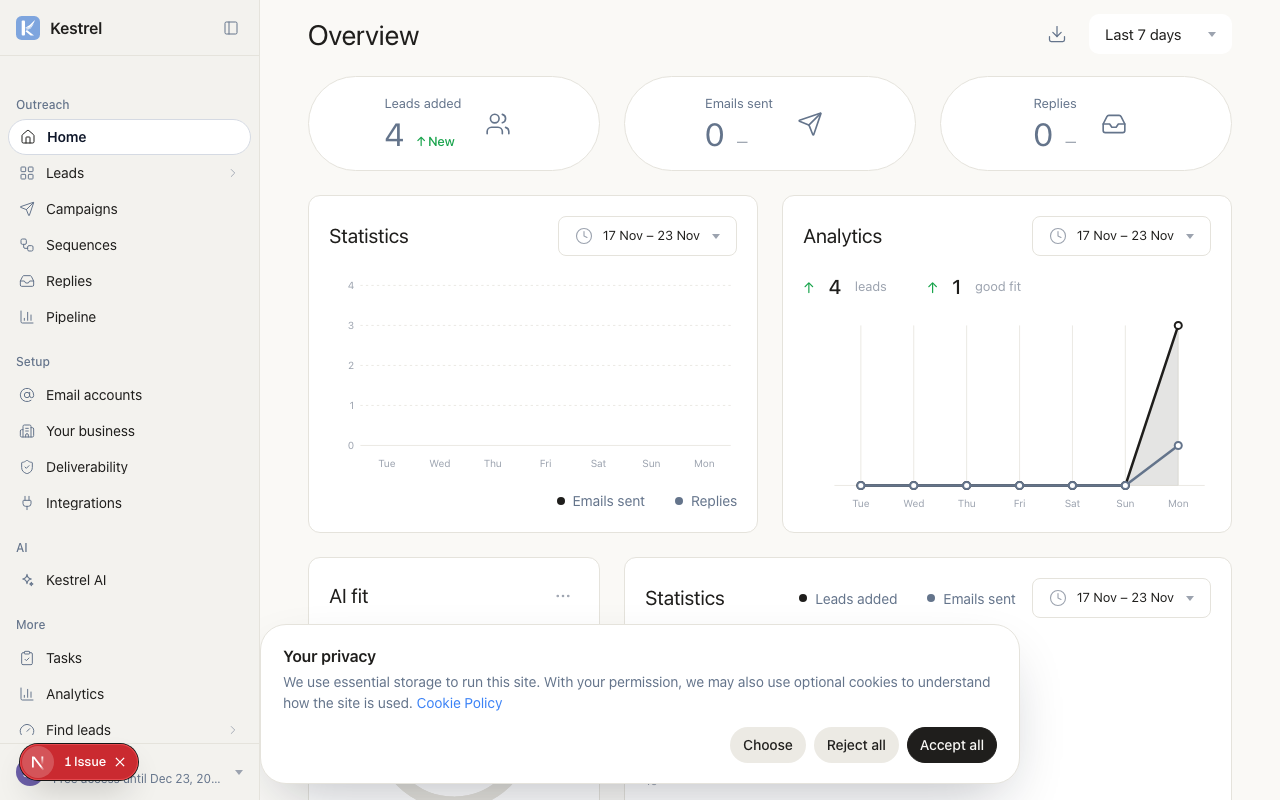 Kestrel
Outreach
Home
Leads
Campaigns
Sequences
Replies
Pipeline
Setup
Email accounts
Your business
Deliverability
Integrations
AI
Kestrel AI
More
Tasks
Analytics
Find leads
N 1 Issue
until Dec 23, 20...
Overview
Last 7 days
Leads added
4 New
Emails sent
0 –
Replies
0 –
Statistics
17 Nov – 23 Nov
4
3
2
1
0
Tue Wed Thu Fri Sat Sun Mon
Emails sent Replies
Analytics
17 Nov – 23 Nov
4 leads 1 good fit
Tue Wed Thu Fri Sat Sun Mon
AI fit
Statistics
Leads added Emails sent
17 Nov – 23 Nov
Your privacy
We use essential storage to run this site. With your permission, we may also use optional cookies to understand
how the site is used. Cookie Policy
Choose Reject all Accept all